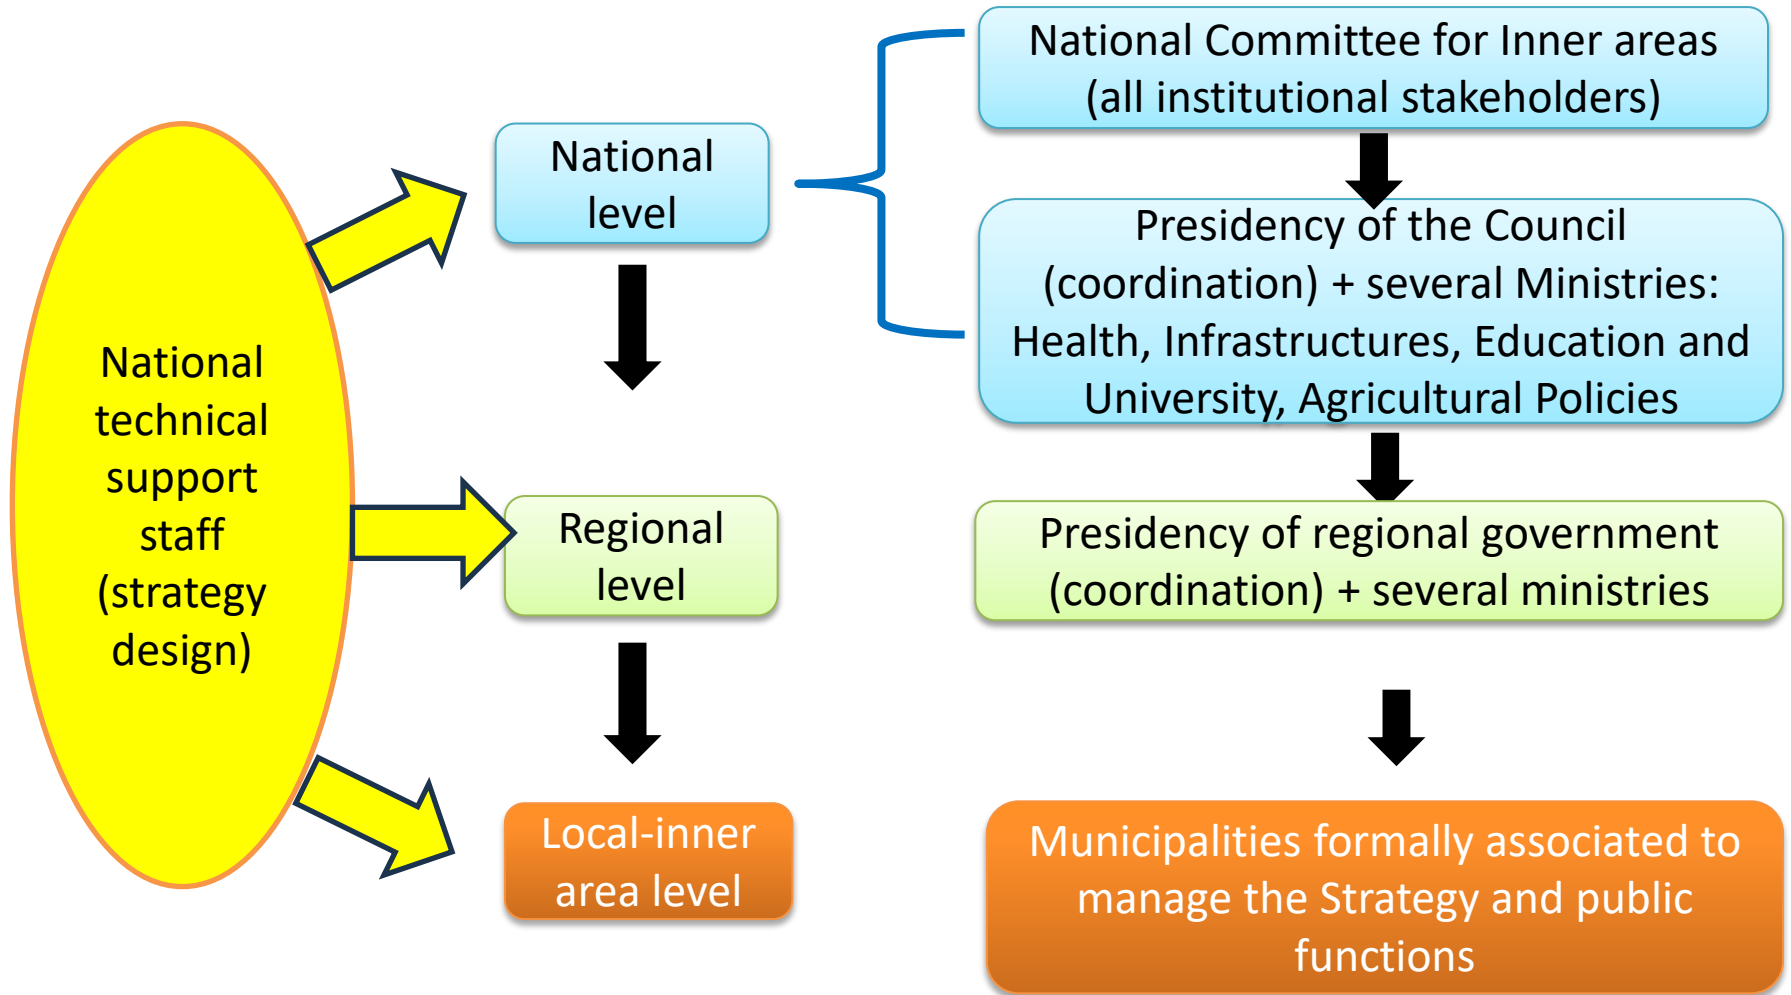 National
technical
support
staff
(strategy
design)
National
level
Regional
level
Local-inner
area level
National Committee for Inner areas
(all institutional stakeholders)
Presidency of the Council
(coordination) + several Ministries:
Health, Infrastructures, Education and
University, Agricultural Policies
Presidency of regional government
(coordination) + several ministries
Municipalities formally associated to
manage the Strategy and public
functions